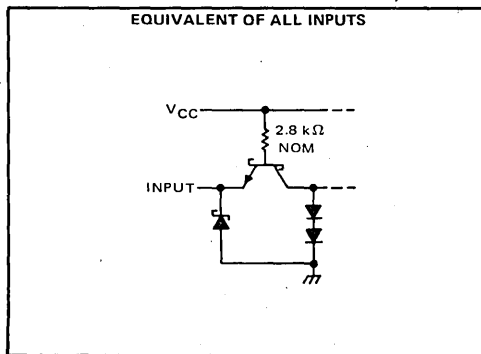 EQUIVALENT OF ALL INPUTS
VCC
2.8 kΩ
NOM
INPUT